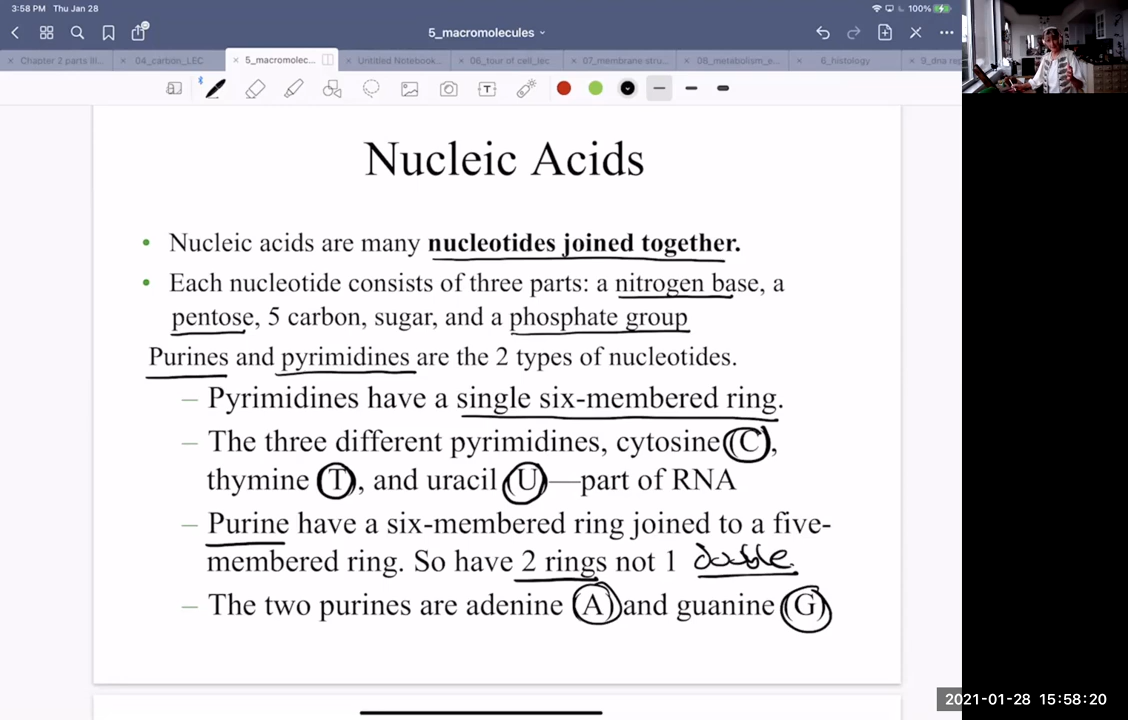 3:58 PM Thu Jan 28
100%
5_macromolecules
Chapter 2 parts III...
04_carbon_LEC
5_macromolec...
Untitled Notebook...
06_tour of cell_lec
07_membrane stru...
08_metabolism_e...
6_histology
9_dna re
T
Nucleic Acids
• Nucleic acids are many nucleotides joined together.
• Each nucleotide consists of three parts: a nitrogen base, a
pentose, 5 carbon, sugar, and a phosphate group
Purines and pyrimidines are the 2 types of nucleotides.
– Pyrimidines have a single six-membered ring.
– The three different pyrimidines, cytosine (C),
thymine (T), and uracil (U)—part of RNA
– Purine have a six-membered ring joined to a five-
membered ring. So have 2 rings not 1 double
– The two purines are adenine (A) and guanine (G)
2021-01-28 15:58:20